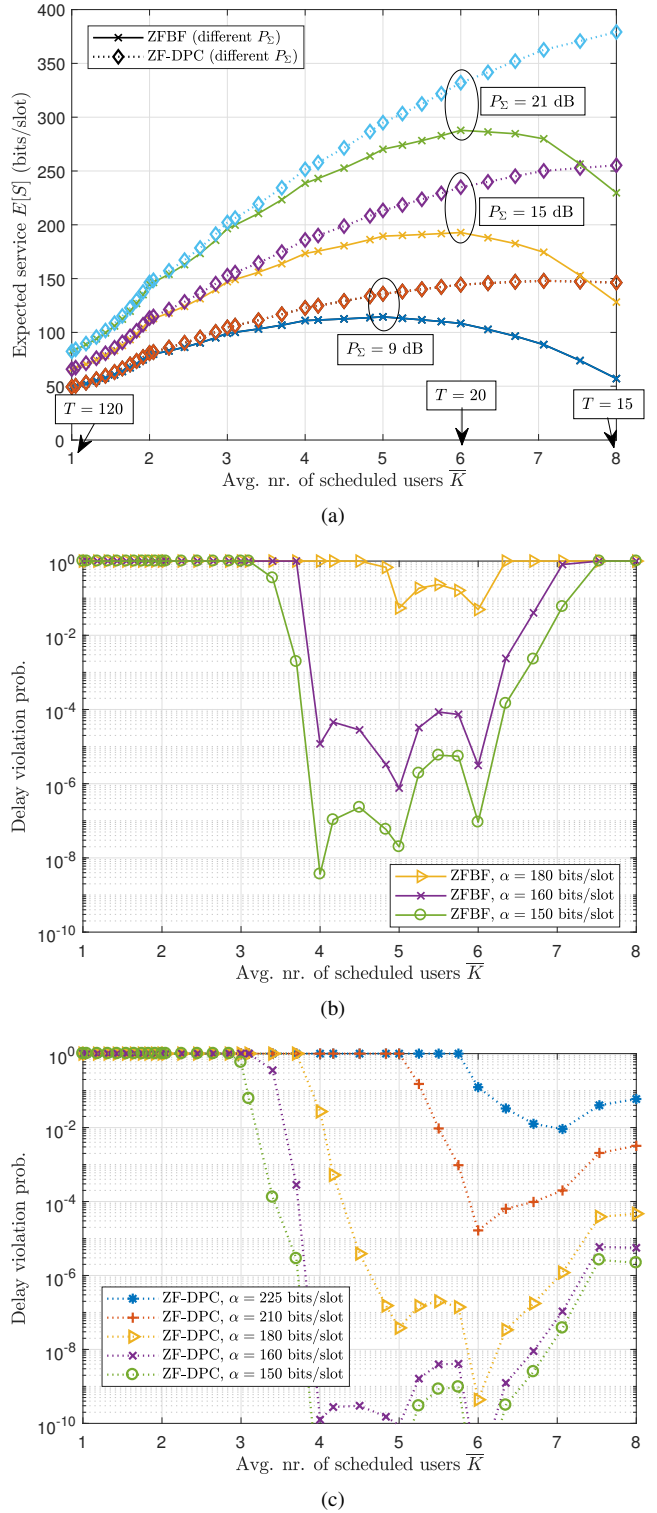 400
350
300
250
200
150
100
50
0
Expected service E[S] (bits/slot)
ZFBF (different P_Σ)
ZF-DPC (different P_Σ)
P_Σ = 21 dB
P_Σ = 15 dB
P_Σ = 9 dB
T = 120
T = 20
T = 15
1 2 3 4 5 6 7 8
Avg. nr. of scheduled users K̅
(a)
10^0
10^-2
10^-4
10^-6
10^-8
10^-10
Delay violation prob.
ZFBF, α = 180 bits/slot
ZFBF, α = 160 bits/slot
ZFBF, α = 150 bits/slot
1 2 3 4 5 6 7 8
Avg. nr. of scheduled users K̅
(b)
10^0
10^-2
10^-4
10^-6
10^-8
10^-10
Delay violation prob.
ZF-DPC, α = 225 bits/slot
ZF-DPC, α = 210 bits/slot
ZF-DPC, α = 180 bits/slot
ZF-DPC, α = 160 bits/slot
ZF-DPC, α = 150 bits/slot
1 2 3 4 5 6 7 8
Avg. nr. of scheduled users K̅
(c)